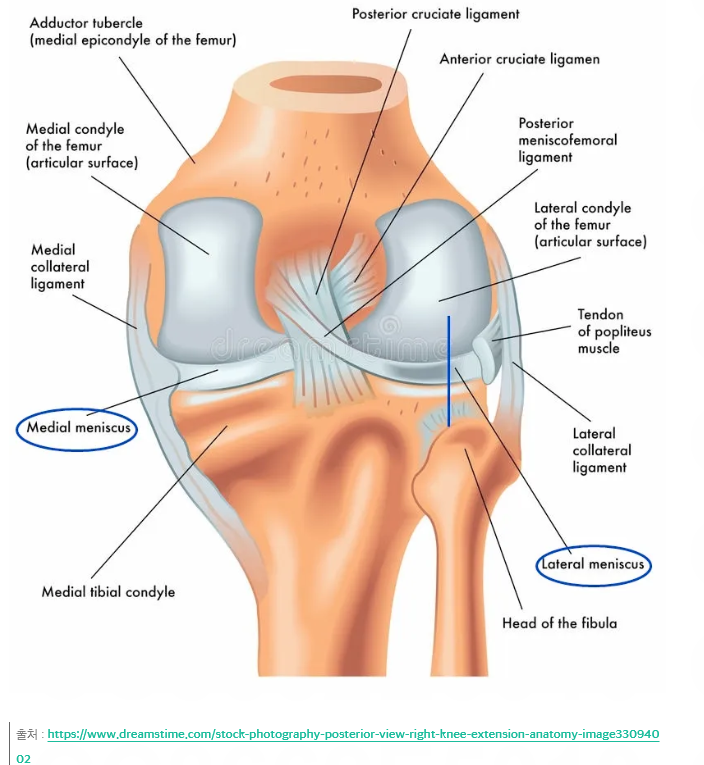 Posterior cruciate ligament
Adductor tubercle
(medial epicondyle of the femur)
Anterior cruciate ligamen
Medial condyle
of the femur
(articular surface)
Posterior
meniscofemoral
ligament
Lateral condyle
of the femur
(articular surface)
Medial
collateral
ligament
Tendon
of popliteus
muscle
dreamstime
Medial meniscus
Lateral
collateral
ligament
Lateral meniscus
Medial tibial condyle
Head of the fibula
출처 : https://www.dreamstime.com/stock-photography-posterior-view-right-knee-extension-anatomy-image330940
02